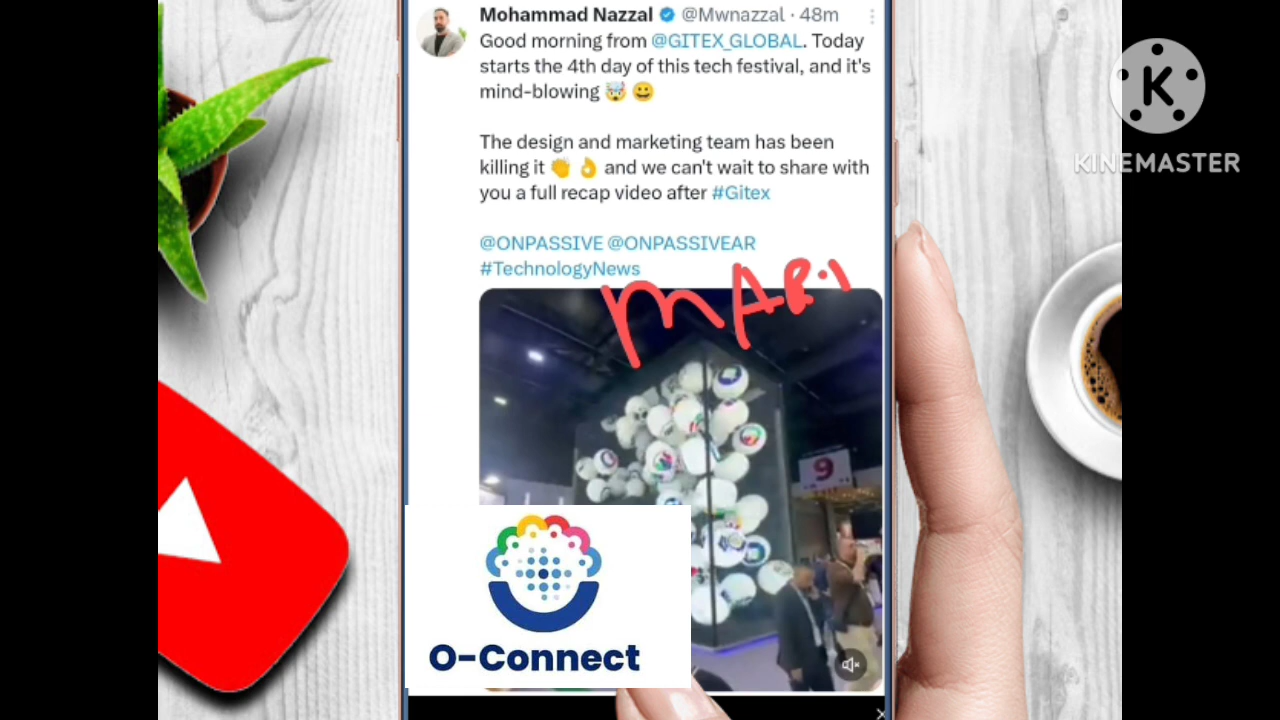 Mohammad Nazzal @Mwnazzal · 48m
Good morning from @GITEX_GLOBAL. Today
starts the 4th day of this tech festival, and it's
mind-blowing 🤯 😀
The design and marketing team has been
killing it 👏 👌 and we can't wait to share with
you a full recap video after #Gitex
@ONPASSIVE @ONPASSIVEAR
#TechnologyNews
MARI
9
O-Connect
K
KINEMASTER